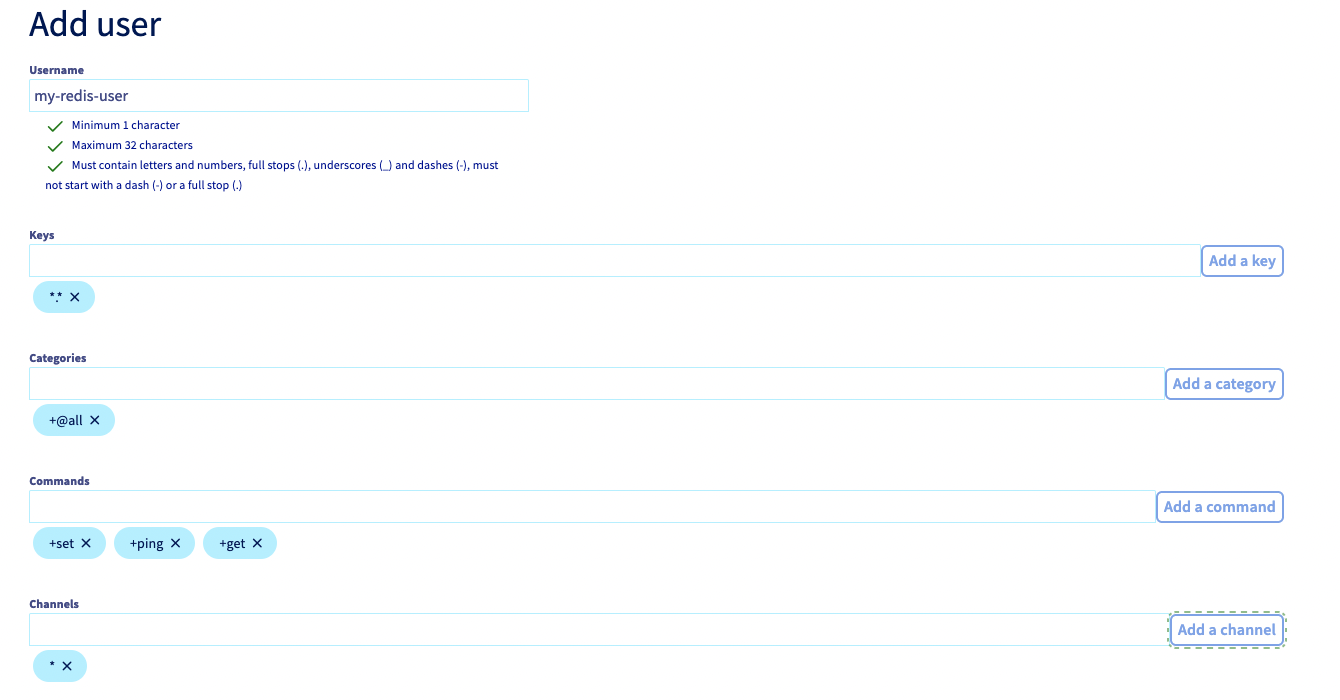 Add user
Username
my-redis-user
Minimum 1 character
Maximum 32 characters
Must contain letters and numbers, full stops (.), underscores (_) and dashes (-), must
not start with a dash (-) or a full stop (.)
Keys
Add a key
*.* ✕
Categories
Add a category
+@all ✕
Commands
Add a command
+set ✕ +ping ✕ +get ✕
Channels
Add a channel
* ✕